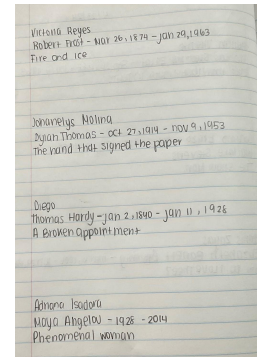 Victoria Reyes
Robert Frost - Mar 26, 1874 - Jan 29, 1963
Fire and ice
Johanelys Molina
Dylan Thomas - oct 27, 1914 - nov 9, 1953
The hand that signed the paper
Diego
Thomas Hardy - Jan 2, 1840 - Jan 11, 1928
A Broken appointment
Adriana Isadora
Maya Angelou - 1928 - 2014
Phenomenal woman